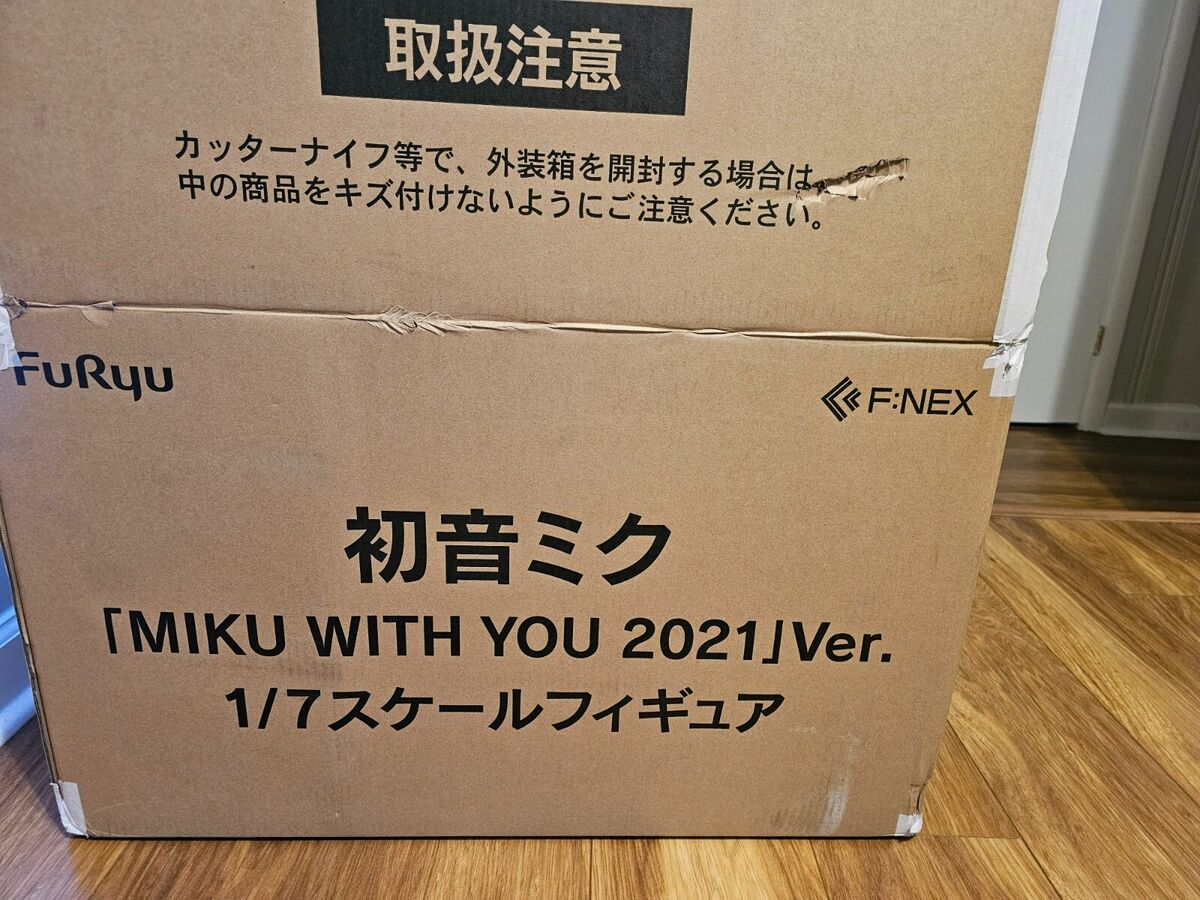 取扱注意
カッターナイフ等で、外装箱を開封する場合は、
中の商品をキズ付けないようにご注意ください。
FuRyu
F:NEX
初音ミク
「MIKU WITH YOU 2021」Ver.
1/7スケールフィギュア